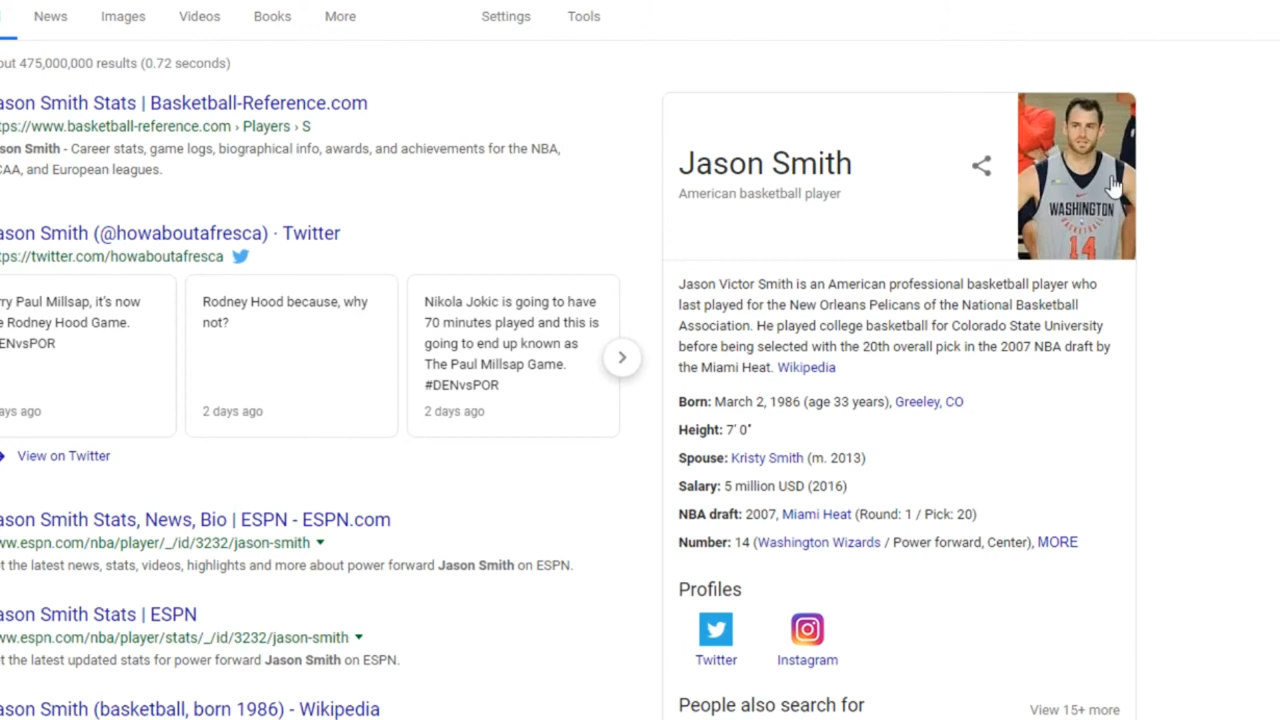 News Images Videos Books More Settings Tools
out 475,000,000 results (0.72 seconds)
ason Smith Stats | Basketball-Reference.com
tps://www.basketball-reference.com › Players › S
son Smith - Career stats, game logs, biographical info, awards, and achievements for the NBA,
CAA, and European leagues.
ason Smith (@howaboutafresca) · Twitter
tps://twitter.com/howaboutafresca
ry Paul Millsap, it's now
e Rodney Hood Game.
ENvsPOR
ays ago
Rodney Hood because, why
not?
2 days ago
Nikola Jokic is going to have
70 minutes played and this is
going to end up known as
The Paul Millsap Game.
#DENvsPOR
2 days ago
View on Twitter
ason Smith Stats, News, Bio | ESPN - ESPN.com
ww.espn.com/nba/player/_/id/3232/jason-smith
t the latest news, stats, videos, highlights and more about power forward Jason Smith on ESPN.
ason Smith Stats | ESPN
ww.espn.com/nba/player/stats/_/id/3232/jason-smith
t the latest updated stats for power forward Jason Smith on ESPN.
ason Smith (basketball, born 1986) - Wikipedia
Jason Smith
American basketball player
WASHINGTON
14
Jason Victor Smith is an American professional basketball player who
last played for the New Orleans Pelicans of the National Basketball
Association. He played college basketball for Colorado State University
before being selected with the 20th overall pick in the 2007 NBA draft by
the Miami Heat. Wikipedia
Born: March 2, 1986 (age 33 years), Greeley, CO
Height: 7′ 0″
Spouse: Kristy Smith (m. 2013)
Salary: 5 million USD (2016)
NBA draft: 2007, Miami Heat (Round: 1 / Pick: 20)
Number: 14 (Washington Wizards / Power forward, Center), MORE
Profiles
Twitter
Instagram
People also search for
View 15+ more